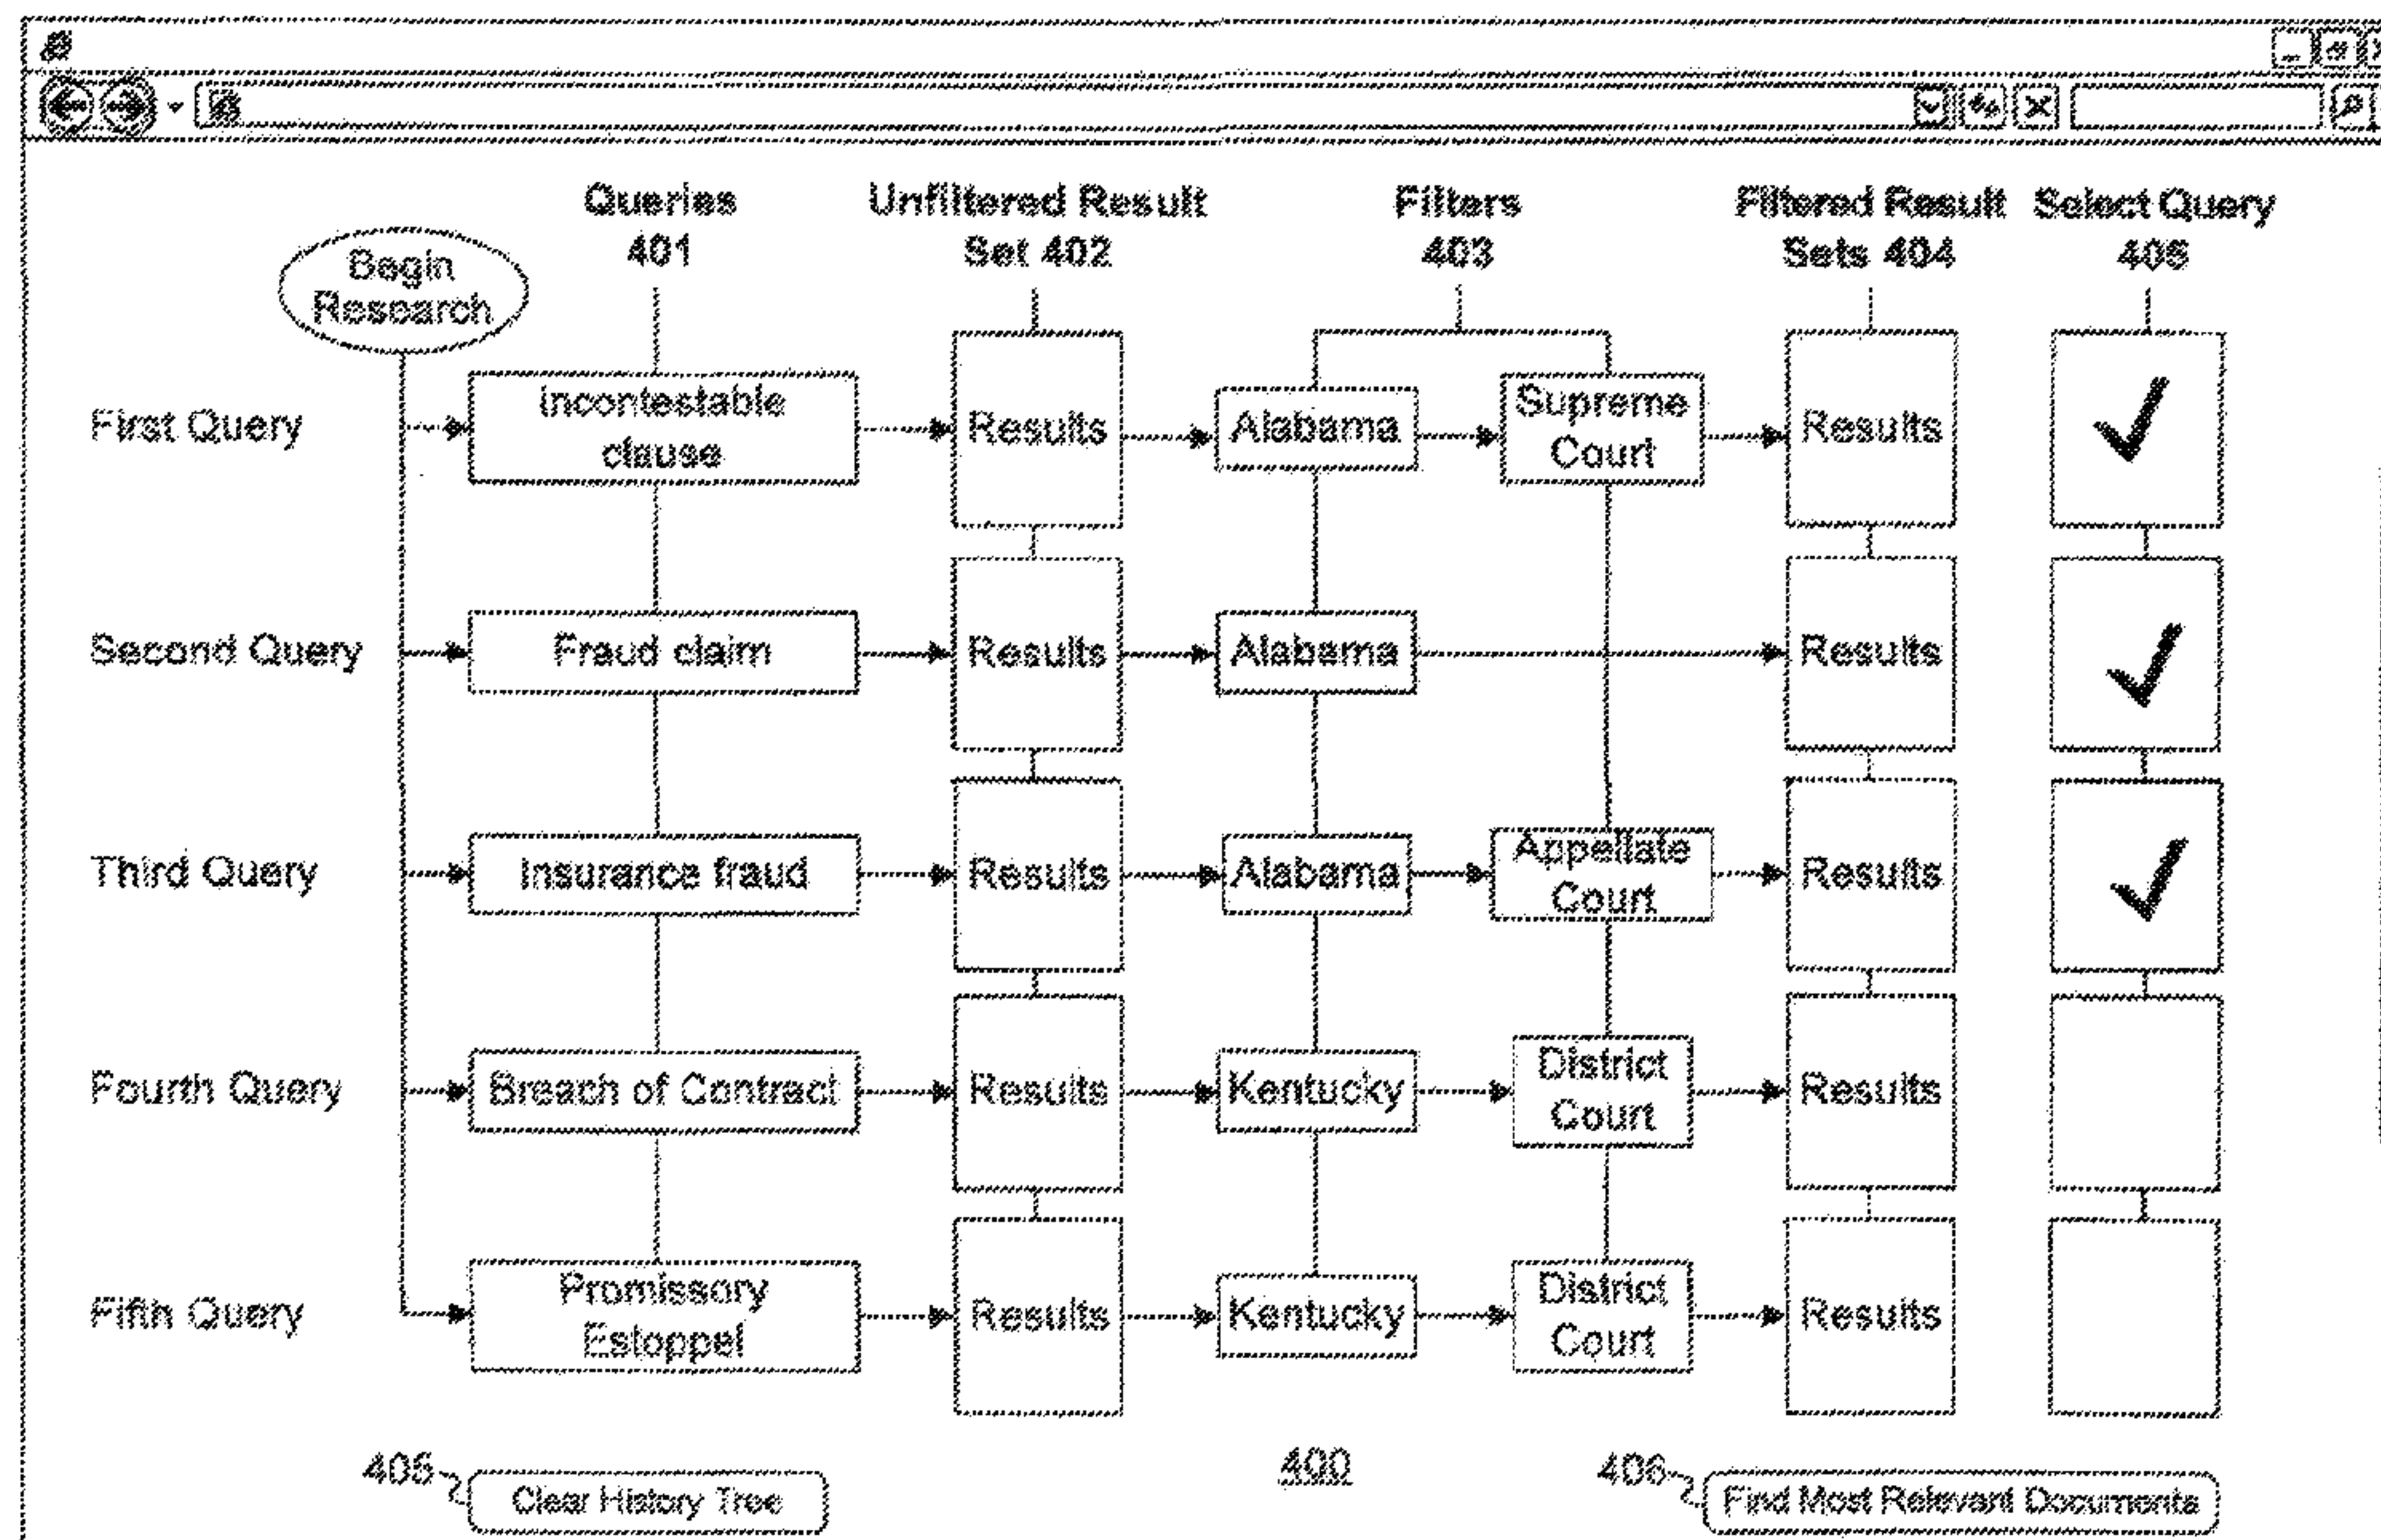 Queries
401
Unfiltered Result
Set 402
Filters
403
Filtered Result
Sets 404
Select Query
405
Begin
Research
First Query
Incontestable
clause
Results
Alabama
Supreme
Court
Results
Second Query
Fraud claim
Results
Alabama
Results
Third Query
Insurance fraud
Results
Alabama
Appellate
Court
Results
Fourth Query
Breach of Contract
Results
Kentucky
District
Court
Results
Fifth Query
Promissory
Estoppel
Results
Kentucky
District
Court
Results
405
Clear History Tree
400
406
Find Most Relevant Documents